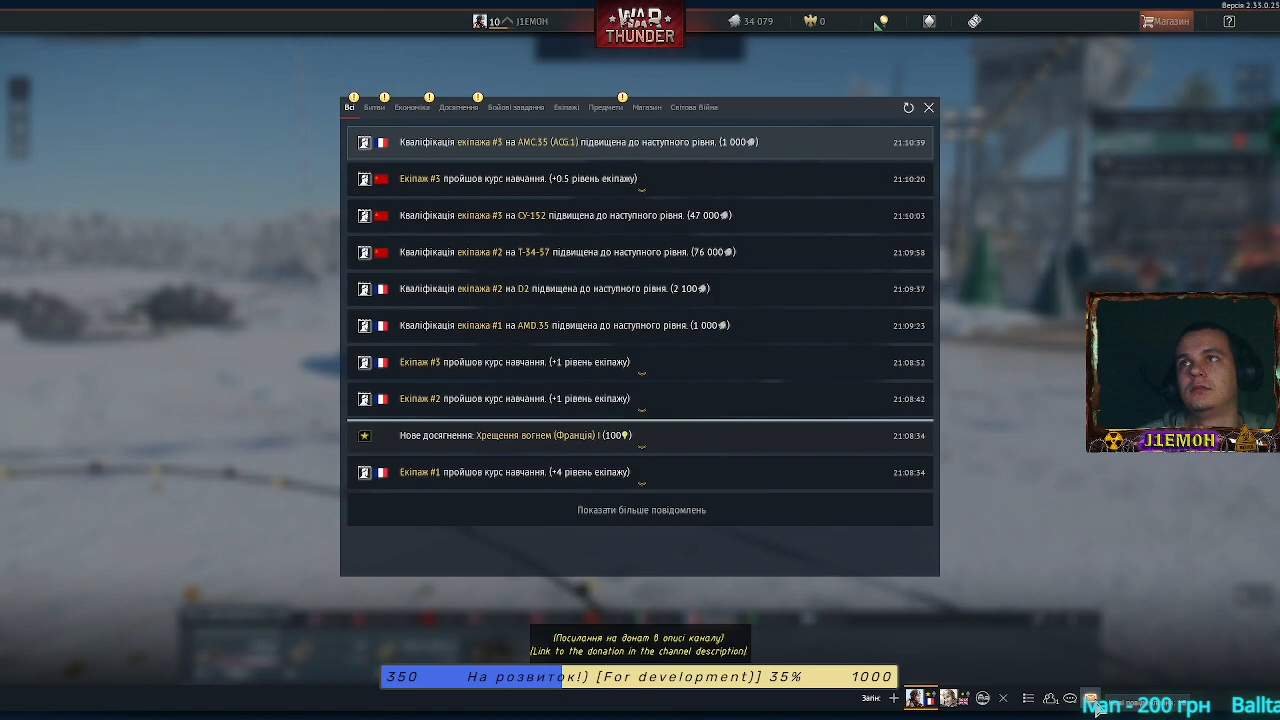 Версія 2.33.0.25
10 J1EMOH
WAR THUNDER
34 079
0
Магазин
Всі Битви Економіка Досягнення Бойові завдання Екіпажі Предмети Магазин Світова Війна
Кваліфікація екіпажа #3 на AMC.35 (ACG.1) підвищена до наступного рівня. (1 000) 21:10:39
Екіпаж #3 пройшов курс навчання. (+0.5 рівень екіпажу) 21:10:20
Кваліфікація екіпажа #3 на СУ-152 підвищена до наступного рівня. (47 000) 21:10:03
Кваліфікація екіпажа #2 на Т-34-57 підвищена до наступного рівня. (76 000) 21:09:58
Кваліфікація екіпажа #2 на D2 підвищена до наступного рівня. (2 100) 21:09:37
Кваліфікація екіпажа #1 на AMD.35 підвищена до наступного рівня. (1 000) 21:09:23
Екіпаж #3 пройшов курс навчання. (+1 рівень екіпажу) 21:08:52
Екіпаж #2 пройшов курс навчання. (+1 рівень екіпажу) 21:08:42
Нове досягнення: Хрещення вогнем (Франція) I (100) 21:08:34
Екіпаж #1 пройшов курс навчання. (+4 рівень екіпажу) 21:08:34
Показати більше повідомлень
J1EMOH
(Посилання на донат в описі каналу)
(Link to the donation in the channel description)
350 На розвиток!) [For development)] 35% 1000
Загін:
Man - 200 грн Ballta